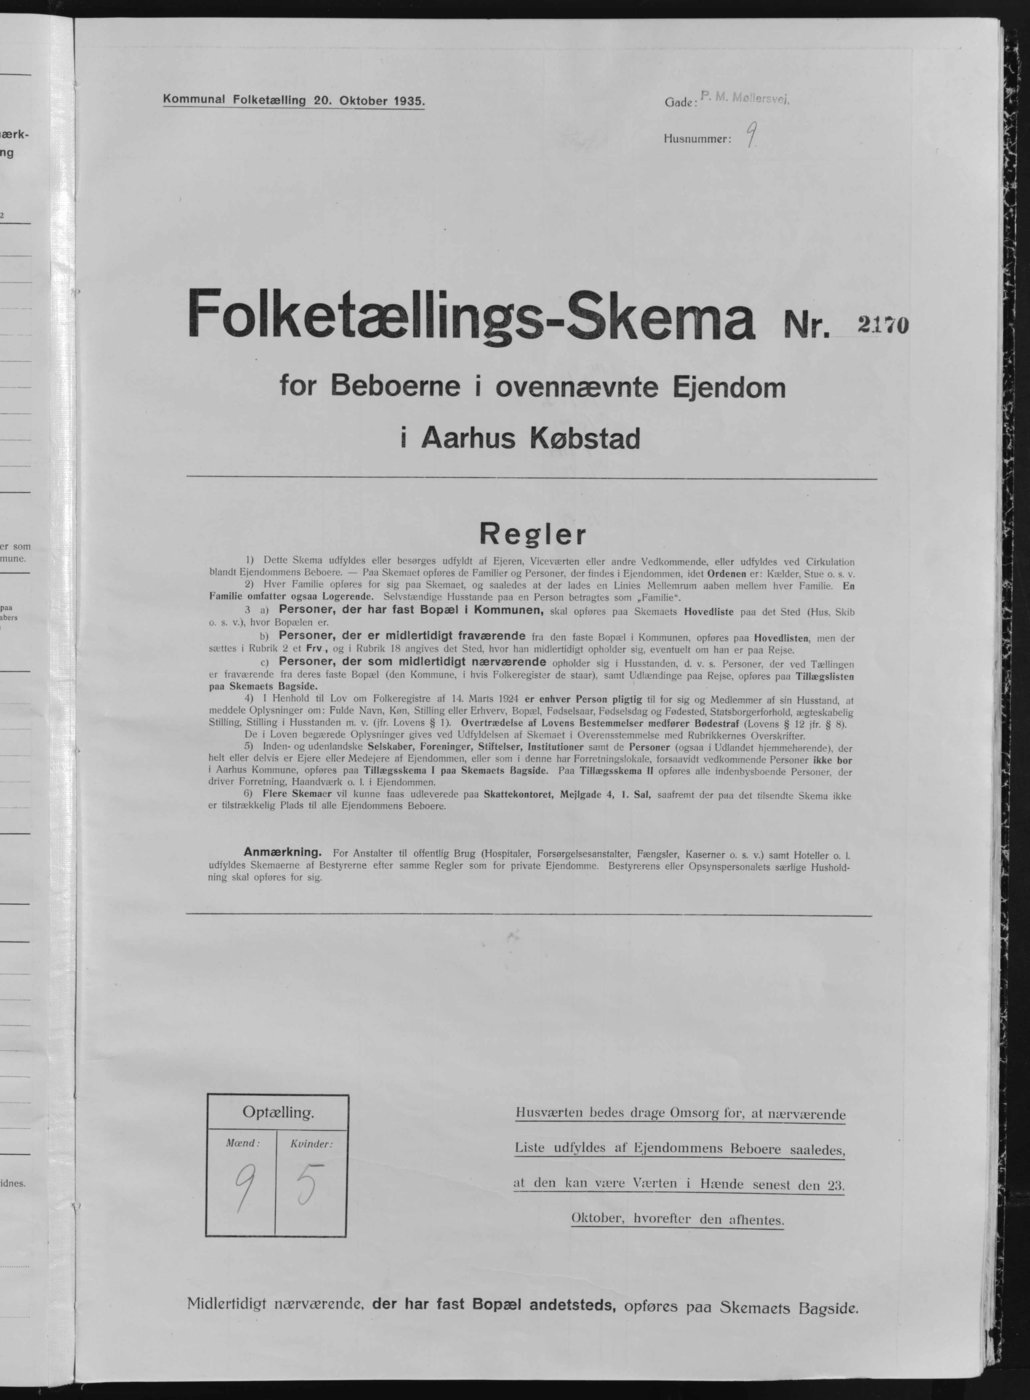 ærk-
ng
2
er som
mune.
paa
abers
idnes.
Kommunal Folketælling 20. Oktober 1935.
Gade: P. M. Møllersvej.
Husnummer: 9
Folketællings-Skema Nr. 2170
for Beboerne i ovennævnte Ejendom
i Aarhus Købstad
Regler
1) Dette Skema udfyldes eller besørges udfyldt af Ejeren, Viceværten eller andre Vedkommende, eller udfyldes ved Cirkulation
blandt Ejendommens Beboere. — Paa Skemaet opføres de Familier og Personer, der findes i Ejendommen, idet Ordenen er: Kælder, Stue o. s. v.
2) Hver Familie opføres for sig paa Skemaet, og saaledes at der lades en Linies Mellemrum aaben mellem hver Familie. En
Familie omfatter ogsaa Logerende. Selvstændige Husstande paa en Person betragtes som „Familie“.
3 a) Personer, der har fast Bopæl i Kommunen, skal opføres paa Skemaets Hovedliste paa det Sted (Hus, Skib
o. s. v.), hvor Bopælen er.
b) Personer, der er midlertidigt fraværende fra den faste Bopæl i Kommunen, opføres paa Hovedlisten, men der
sættes i Rubrik 2 et Frv, og i Rubrik 18 angives det Sted, hvor han midlertidigt opholder sig, eventuelt om han er paa Rejse.
c) Personer, der som midlertidigt nærværende opholder sig i Husstanden, d. v. s. Personer, der ved Tællingen
er fraværende fra deres faste Bopæl (den Kommune, i hvis Folkeregister de staar), samt Udlændinge paa Rejse, opføres paa Tillægslisten
paa Skemaets Bagside.
4) I Henhold til Lov om Folkeregistre af 14. Marts 1924 er enhver Person pligtig til for sig og Medlemmer af sin Husstand, at
meddele Oplysninger om: Fulde Navn, Køn, Stilling eller Erhverv, Bopæl, Fødselsaar, Fødselsdag og Fødested, Statsborgerforhold, ægteskabelig
Stilling, Stilling i Husstanden m. v. (jfr. Lovens § 1). Overtrædelse af Lovens Bestemmelser medfører Bødestraf (Lovens § 12 jfr. § 8).
De i Loven begærede Oplysninger gives ved Udfyldelsen af Skemaet i Overensstemmelse med Rubrikkernes Overskrifter.
5) Inden- og udenlandske Selskaber, Foreninger, Stiftelser, Institutioner samt de Personer (ogsaa i Udlandet hjemmehørende), der
helt eller delvis er Ejere eller Medejere af Ejendommen, eller som i denne har Forretningslokale, forsaavidt vedkommende Personer ikke bor
i Aarhus Kommune, opføres paa Tillægsskema I paa Skemaets Bagside. Paa Tillægsskema II opføres alle indenbysboende Personer, der
driver Forretning, Haandværk o. l. i Ejendommen.
6) Flere Skemaer vil kunne faas udleverede paa Skattekontoret, Mejlgade 4, 1. Sal, saafremt der paa det tilsendte Skema ikke
er tilstrækkelig Plads til alle Ejendommens Beboere.
Anmærkning. For Anstalter til offentlig Brug (Hospitaler, Forsørgelsesanstalter, Fængsler, Kaserner o. s. v.) samt Hoteller o. l.
udfyldes Skemaerne af Bestyrerne efter samme Regler som for private Ejendomme. Bestyrerens eller Opsynspersonalets særlige Hushold-
ning skal opføres for sig.
Optælling.
Mænd: Kvinder:
9 5
Husværten bedes drage Omsorg for, at nærværende
Liste udfyldes af Ejendommens Beboere saaledes,
at den kan være Værten i Hænde senest den 23.
Oktober, hvorefter den afhentes.
Midlertidigt nærværende, der har fast Bopæl andetsteds, opføres paa Skemaets Bagside.